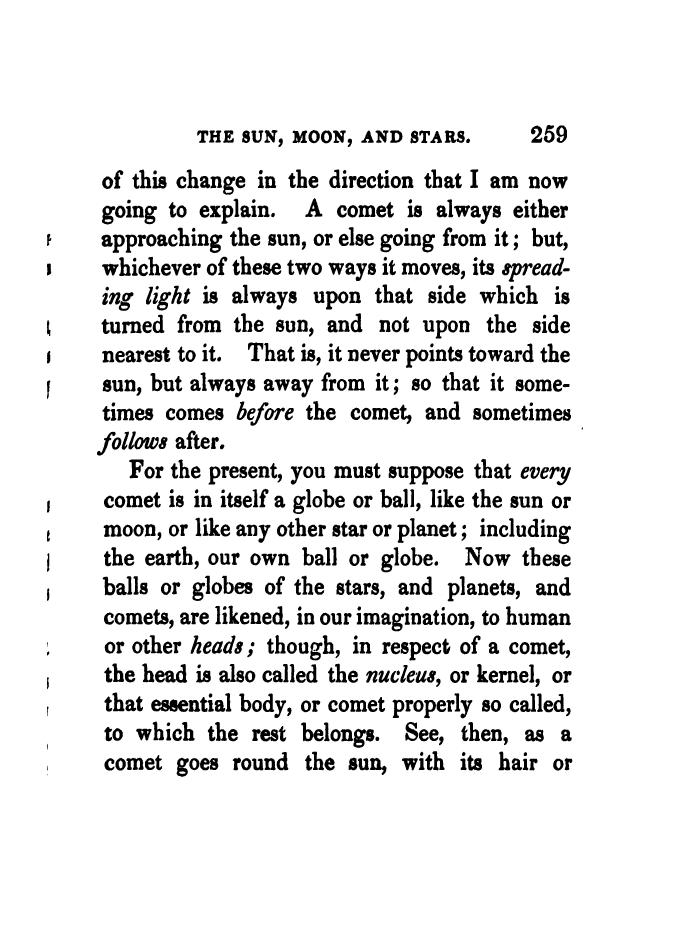 THE SUN, MOON, AND STARS. 259
of this change in the direction that I am now
going to explain. A comet is always either
approaching the sun, or else going from it; but,
whichever of these two ways it moves, its spread-
ing light is always upon that side which is
turned from the sun, and not upon the side
nearest to it. That is, it never points toward the
sun, but always away from it; so that it some-
times comes before the comet, and sometimes
follows after.
For the present, you must suppose that every
comet is in itself a globe or ball, like the sun or
moon, or like any other star or planet; including
the earth, our own ball or globe. Now these
balls or globes of the stars, and planets, and
comets, are likened, in our imagination, to human
or other heads; though, in respect of a comet,
the head is also called the nucleus, or kernel, or
that essential body, or comet properly so called,
to which the rest belongs. See, then, as a
comet goes round the sun, with its hair or